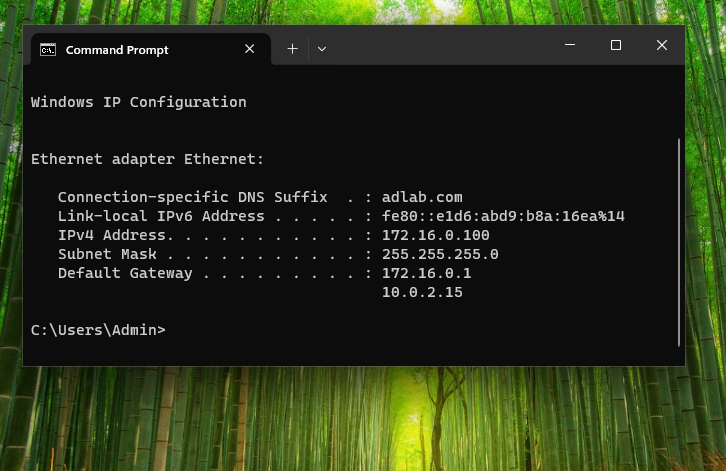 Command Prompt
Windows IP Configuration
Ethernet adapter Ethernet:
Connection-specific DNS Suffix  . : adlab.com
Link-local IPv6 Address . . . . . : fe80::e1d6:abd9:b8a:16ea%14
IPv4 Address. . . . . . . . . . . : 172.16.0.100
Subnet Mask . . . . . . . . . . . : 255.255.255.0
Default Gateway . . . . . . . . . : 172.16.0.1
10.0.2.15
C:\Users\Admin>